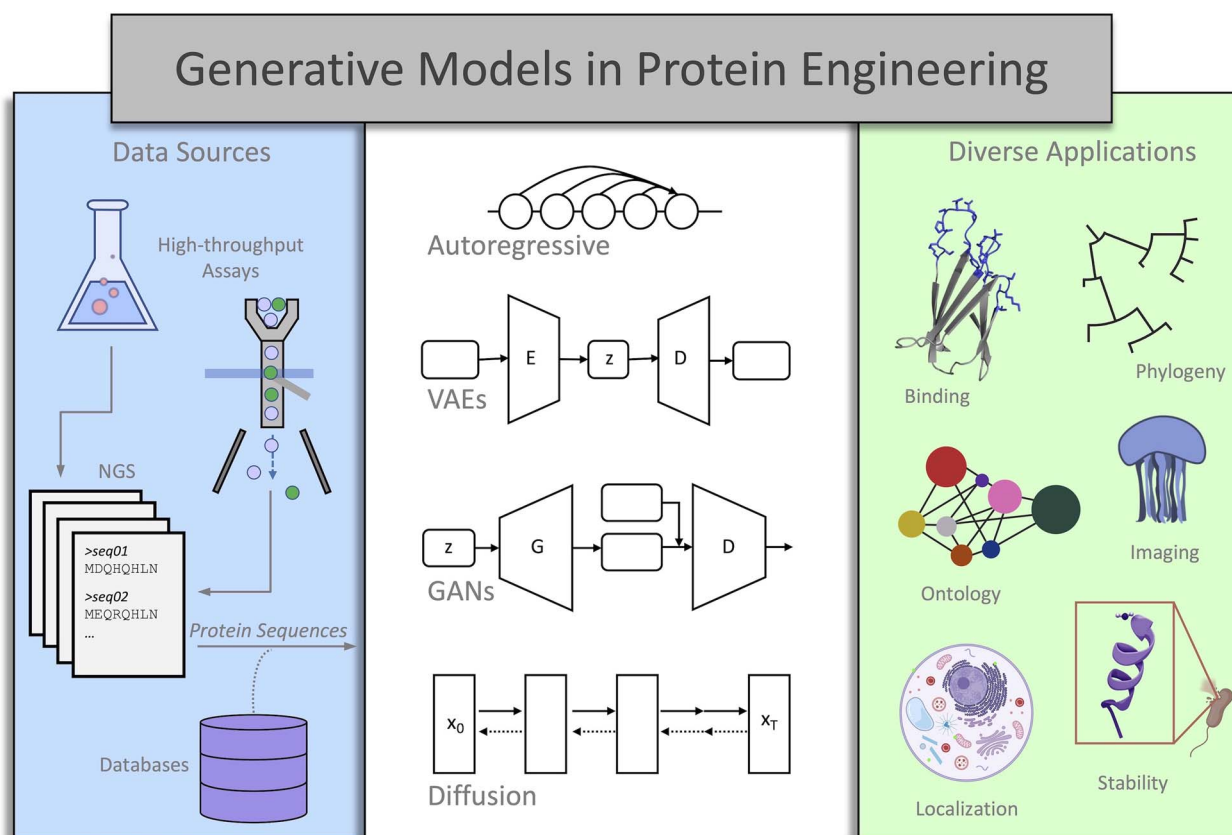 Generative Models in Protein Engineering
Data Sources
High-throughput
Assays
NGS
>seq01
MDQHQHLN
>seq02
MEQRQHLN
...
Protein Sequences
Databases
Autoregressive
E
z
D
VAEs
z
G
D
GANs
x0
xT
Diffusion
Diverse Applications
Binding
Phylogeny
Ontology
Imaging
Localization
Stability